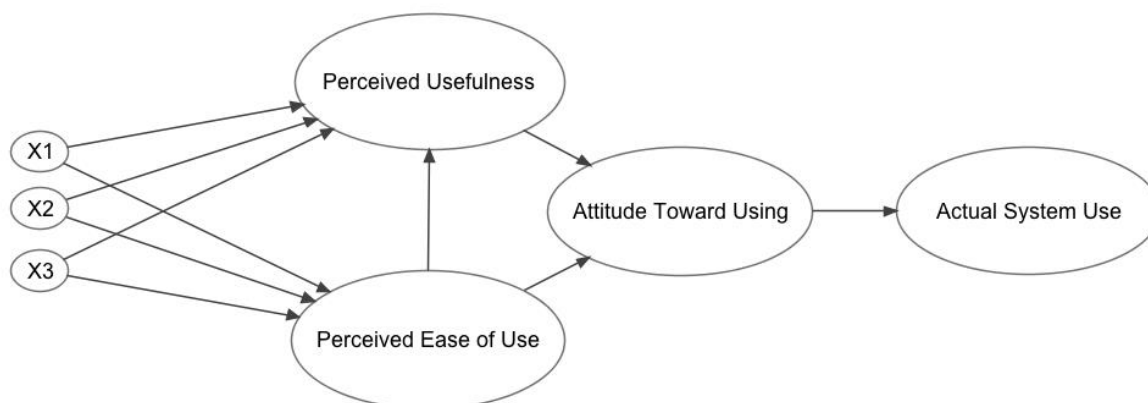 Perceived Usefulness
X1
X2
Attitude Toward Using
Actual System Use
X3
Perceived Ease of Use